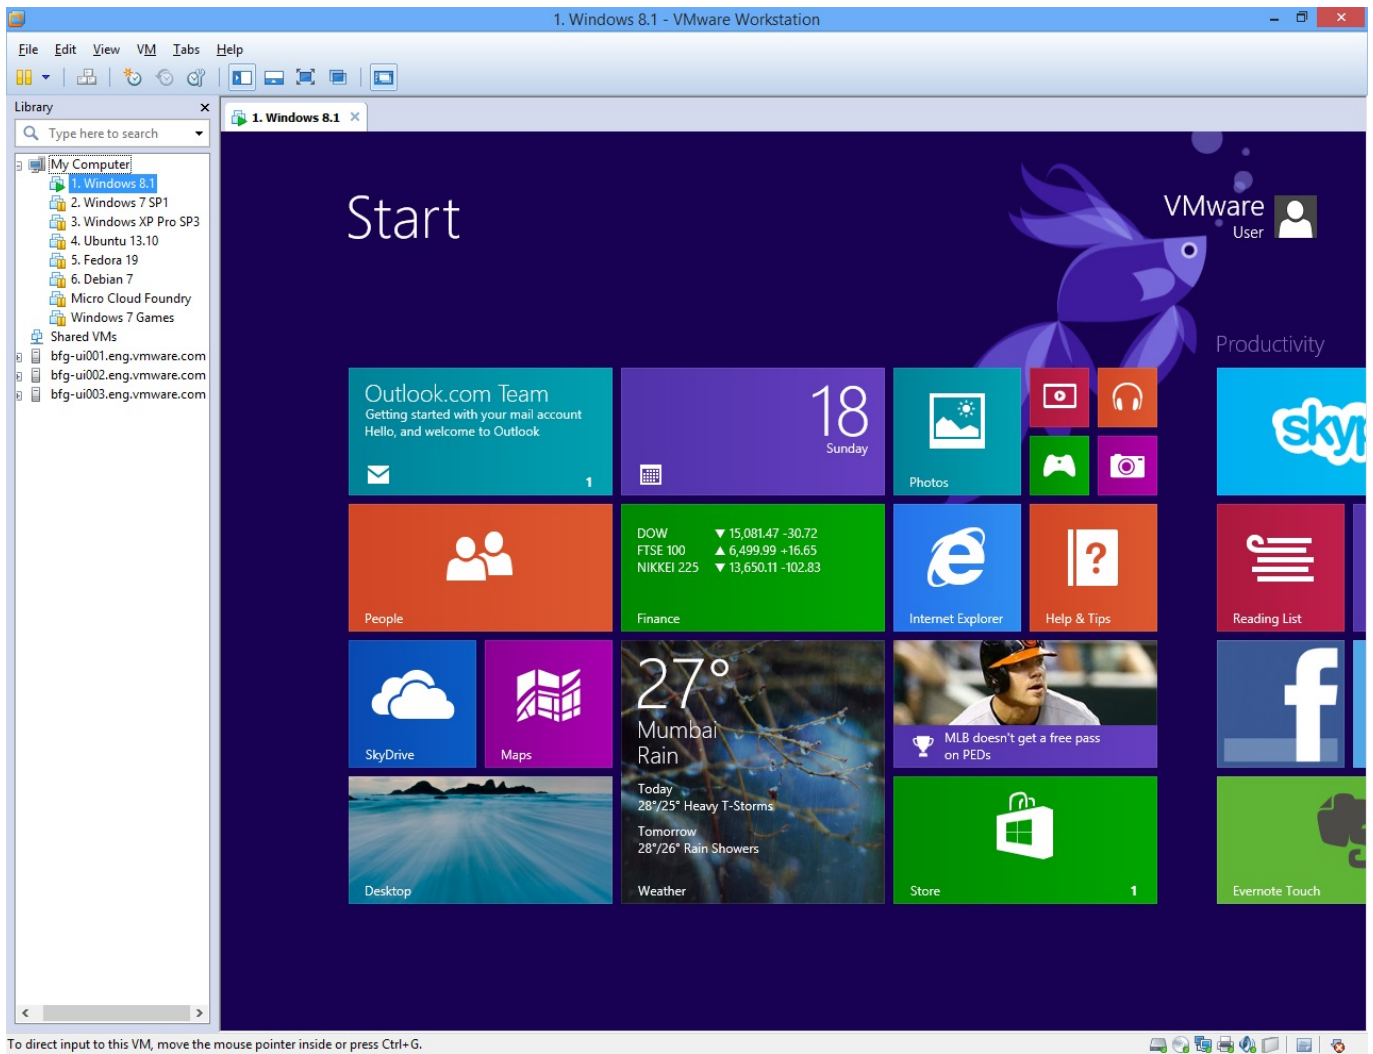 1. Windows 8.1 - VMware Workstation
File Edit View VM Tabs Help
Library
Type here to search
1. Windows 8.1
My Computer
1. Windows 8.1
2. Windows 7 SP1
3. Windows XP Pro SP3
4. Ubuntu 13.10
5. Fedora 19
6. Debian 7
Micro Cloud Foundry
Windows 7 Games
Shared VMs
bfg-ui001.eng.vmware.com
bfg-ui002.eng.vmware.com
bfg-ui003.eng.vmware.com
Start
VMware
User
Productivity
Outlook.com Team
Getting started with your mail account
Hello, and welcome to Outlook
1
18
Sunday
Photos
skyp
People
DOW ▼ 15,081.47 -30.72
FTSE 100 ▲ 6,499.99 +16.65
NIKKEI 225 ▼ 13,650.11 -102.83
Finance
Internet Explorer
Help & Tips
Reading List
SkyDrive
Maps
27°
Mumbai
Rain
Today
28°/25° Heavy T-Storms
Tomorrow
28°/26° Rain Showers
Weather
MLB doesn't get a free pass
on PEDs
Desktop
Store
1
Evernote Touch
To direct input to this VM, move the mouse pointer inside or press Ctrl+G.